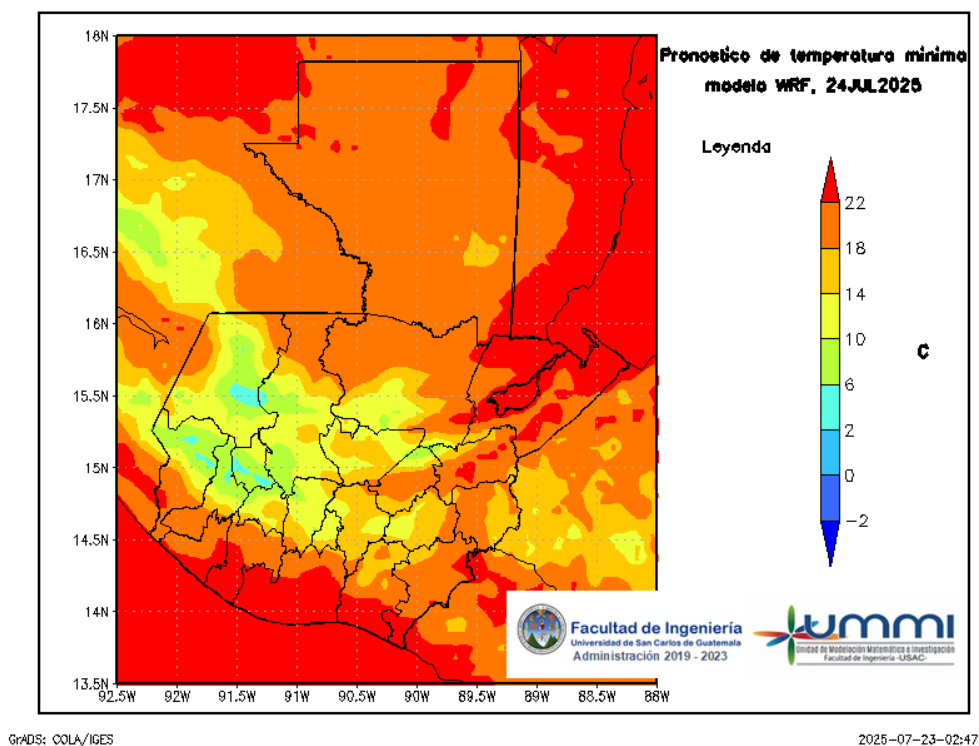 Pronostico de temperatura minima
modelo WRF, 24JUL2025
Leyenda
22
18
14
10
6
2
0
−2
C
18N
17.5N
17N
16.5N
16N
15.5N
15N
14.5N
14N
13.5N
92.5W
92W
91.5W
91W
90.5W
90W
89.5W
89W
88.5W
88W
Facultad de Ingeniería
Universidad de San Carlos de Guatemala
Administración 2019 - 2023
ummi
Unidad de Modelación Matemática e Investigación
Facultad de Ingeniería -USAC-
GrADS: COLA/IGES
2025-07-23-02:47